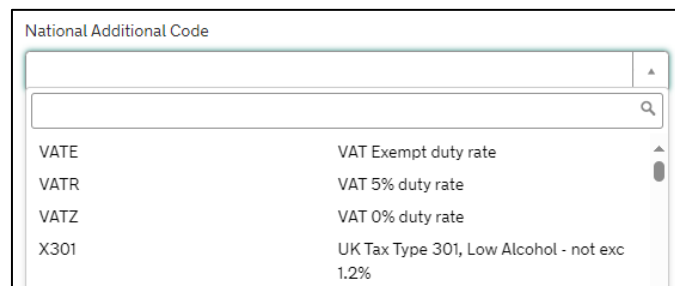 National Additional Code
VATE VAT Exempt duty rate
VATR VAT 5% duty rate
VATZ VAT 0% duty rate
X301 UK Tax Type 301, Low Alcohol - not exc
1.2%